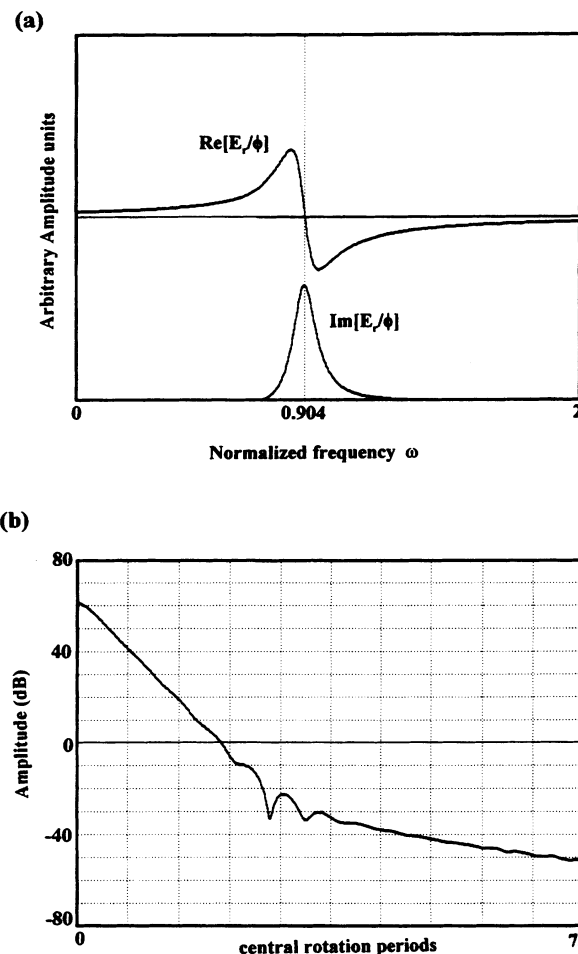 (a)
Arbitrary Amplitude units
Re[E_r/ϕ]
Im[E_r/ϕ]
0
0.904
2
Normalized frequency ω
(b)
80
40
0
-40
-80
Amplitude (dB)
0
central rotation periods
7